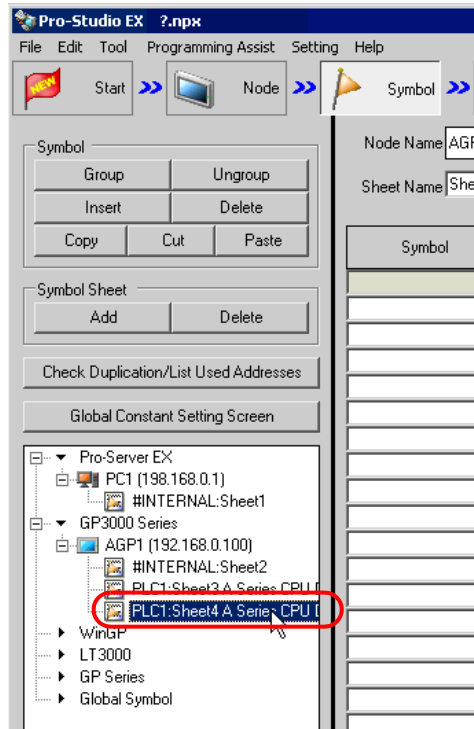 Pro-Studio EX ?.npx
File Edit Tool Programming Assist Setting Help
NEW Start Node Symbol
Symbol
Group Ungroup
Insert Delete
Copy Cut Paste
Symbol Sheet
Add Delete
Check Duplication/List Used Addresses
Global Constant Setting Screen
Pro-Server EX
PC1 (198.168.0.1)
#INTERNAL:Sheet1
GP3000 Series
AGP1 (192.168.0.100)
#INTERNAL:Sheet2
PLC1:Sheet3 A Series CPU
PLC1:Sheet4 A Series CPU
WinGP
LT3000
GP Series
Global Symbol
Node Name AGP
Sheet Name She
Symbol